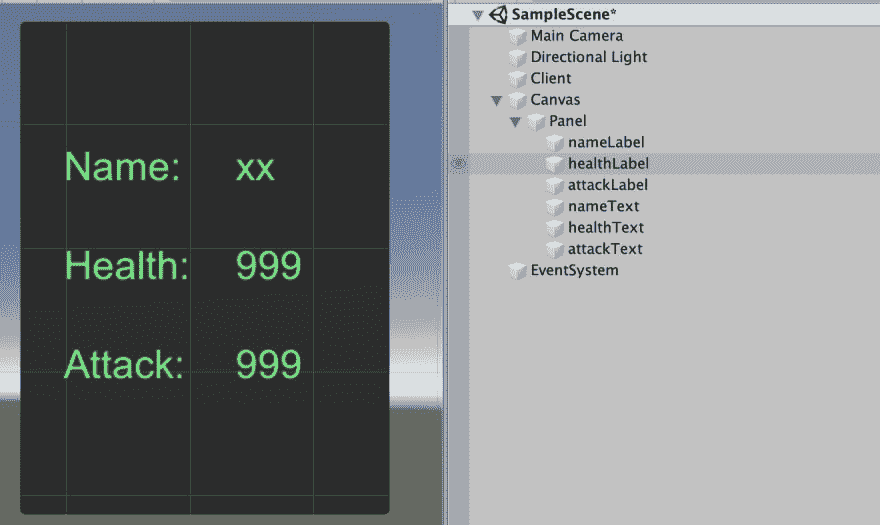 Name: xx
Health: 999
Attack: 999
SampleScene*
Main Camera
Directional Light
Client
Canvas
Panel
nameLabel
healthLabel
attackLabel
nameText
healthText
attackText
EventSystem